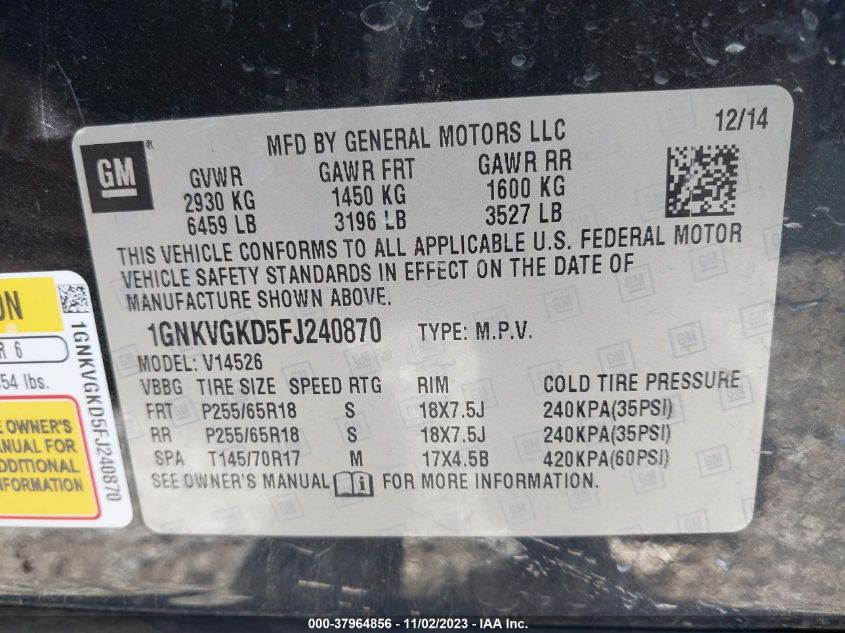 MFD BY GENERAL MOTORS LLC 12/14
GM
GVWR GAWR FRT GAWR RR
2930 KG 1450 KG 1600 KG
6459 LB 3196 LB 3527 LB
THIS VEHICLE CONFORMS TO ALL APPLICABLE U.S. FEDERAL MOTOR
VEHICLE SAFETY STANDARDS IN EFFECT ON THE DATE OF
MANUFACTURE SHOWN ABOVE.
1GNKVGKD5FJ240870 TYPE: M.P.V.
MODEL: V14526
VBBG TIRE SIZE SPEED RTG RIM COLD TIRE PRESSURE
FRT P255/65R18 S 18X7.5J 240KPA(35PSI)
RR P255/65R18 S 18X7.5J 240KPA(35PSI)
SPA T145/70R17 M 17X4.5B 420KPA(60PSI)
SEE OWNER'S MANUAL FOR MORE INFORMATION.
ON
R 6
54 lbs.
OWNER'S
MANUAL FOR
ADDITIONAL
INFORMATION
1GNKVGKD5FJ240870
000-37964856 - 11/02/2023 - © Copyright 2023, IAA Inc.